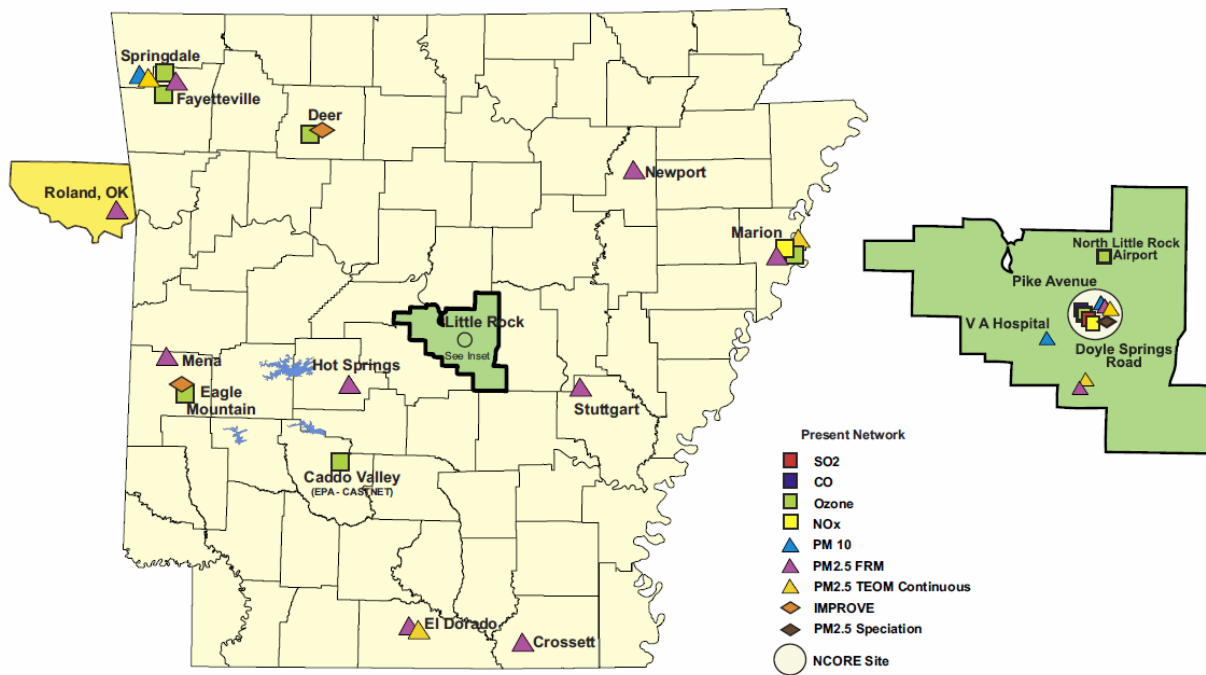 Springdale
Fayetteville
Deer
Newport
Roland, OK
Marion
Little Rock
See Inset
Mena
Hot Springs
Eagle
Mountain
Stuttgart
Caddo Valley
(EPA - CASTNET)
El Dorado
Crossett
North Little Rock
Airport
Pike Avenue
V A Hospital
Doyle Springs
Road
Present Network
SO2
CO
Ozone
NOx
PM 10
PM2.5 FRM
PM2.5 TEOM Continuous
IMPROVE
PM2.5 Speciation
NCORE Site